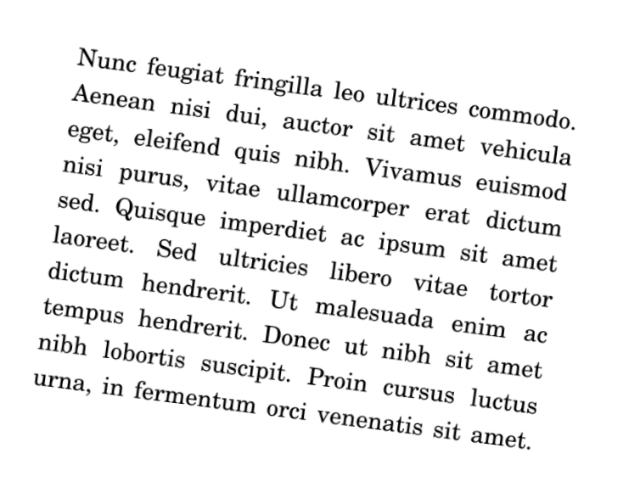 Nunc feugiat fringilla leo ultrices commodo.
Aenean nisi dui, auctor sit amet vehicula
eget, eleifend quis nibh. Vivamus euismod
nisi purus, vitae ullamcorper erat dictum
sed. Quisque imperdiet ac ipsum sit amet
laoreet. Sed ultricies libero vitae tortor
dictum hendrerit. Ut malesuada enim ac
tempus hendrerit. Donec ut nibh sit amet
nibh lobortis suscipit. Proin cursus luctus
urna, in fermentum orci venenatis sit amet.